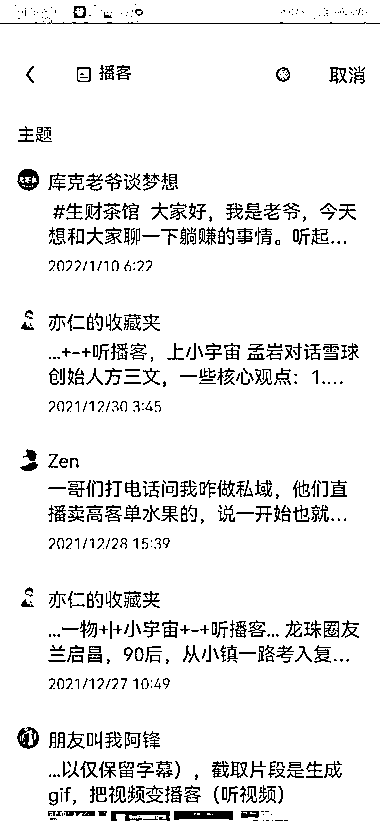 播客
取消
主题
库克老爷谈梦想
#生财茶馆 大家好，我是老爷，今天
想和大家聊一下躺赚的事情。听起...
2022/1/10 6:22
亦仁的收藏夹
...+-+听播客，上小宇宙 孟岩对话雪球
创始人方三文，一些核心观点：1....
2021/12/30 3:45
Zen
一哥们打电话问我咋做私域，他们直
播卖高客单水果的，说一开始也就...
2021/12/28 15:39
亦仁的收藏夹
...一物+|+小宇宙+-+听播客... 龙珠圈友
兰启昌，90后，从小镇一路考入复...
2021/12/27 10:49
朋友叫我阿锋
...以仅保留字幕），截取片段是生成
gif，把视频变播客（听视频）